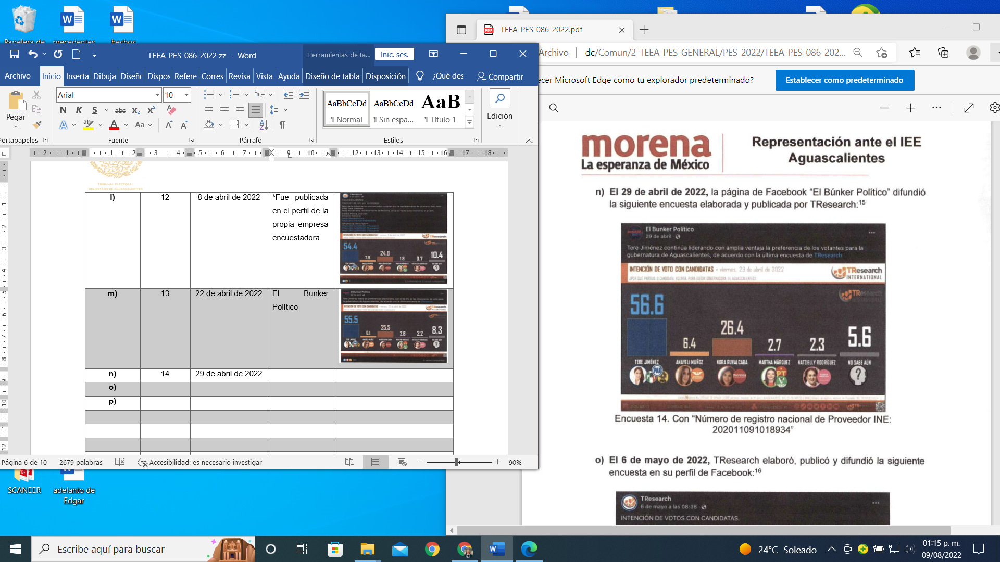 Papelera de
precedentes
hechos
TEEA-PES-086-2022 zz - Word
Herramientas de ta...
Inic. ses.
Archivo
Inicio
Inserta
Dibuja
Diseñc
Dispos
Refere
Corres
Revisa
Vista
Ayuda
Diseño de tabla
Disposición
¿Qué des
Compartir
Pegar
Arial
10
N K S abc x₂ x²
Aa
AaBbCcDd
AaBbCcDd
AaB
¶ Normal
¶ Sin espa...
¶ Título 1
Edición
Portapapeles
Fuente
Párrafo
Estilos
TRIBUNAL ELECTORAL
DEL ESTADO DE AGUASCALIENTES
l) 12 8 de abril de 2022 *Fue publicada
en el perfil de la
propia empresa
encuestadora
TResearch
54.4 7.9 24.8 1.8 0.7 10.4
m) 13 22 de abril de 2022 El Bunker
Político
El Bunker Político
55.5 6.1 25.5 2.6 2.2 8.3
n) 14 29 de abril de 2022
o)
p)
Página 6 de 10
2679 palabras
Accesibilidad: es necesario investigar
90%
SCANEER
adelanto de
Edgar
TEEA-PES-086-2022.pdf
Archivo
dc/Comun/2-TEEA-PES-GENERAL/PES_2022/TEEA-PES-086-202...
ecer Microsoft Edge como tu explorador predeterminado?
Establecer como predeterminado
morena
La esperanza de México
Representación ante el IEE
Aguascalientes
n) El 29 de abril de 2022, la página de Facebook “El Búnker Político” difundió
la siguiente encuesta elaborada y publicada por TResearch:¹⁵
El Bunker Político
29 de abril
Tere Jiménez continúa liderando con amplia ventaja la preferencia de los votantes para la
gubernatura de Aguascalientes, de acuerdo con la última encuesta de TResearch
INTENCIÓN DE VOTO CON CANDIDATAS - viernes, 29 de abril de 2022
TResearch
INTERNATIONAL
56.6
6.4
26.4
2.7
2.3
5.6
TERE JIMÉNEZ
ANAYELI MUÑOZ
NORA RUVALCABA
MARTHA MÁRQUEZ
NATZIELLY RODRÍGUEZ
NO SABE AÚN
Encuesta 14. Con “Número de registro nacional de Proveedor INE:
202011091018934”
o) El 6 de mayo de 2022, TResearch elaboró, publicó y difundió la siguiente
encuesta en su perfil de Facebook:¹⁶
TResearch
6 de mayo a las 08:36
INTENCIÓN DE VOTOS CON CANDIDATAS.
Escribe aquí para buscar
24°C Soleado
01:15 p. m.
09/08/2022